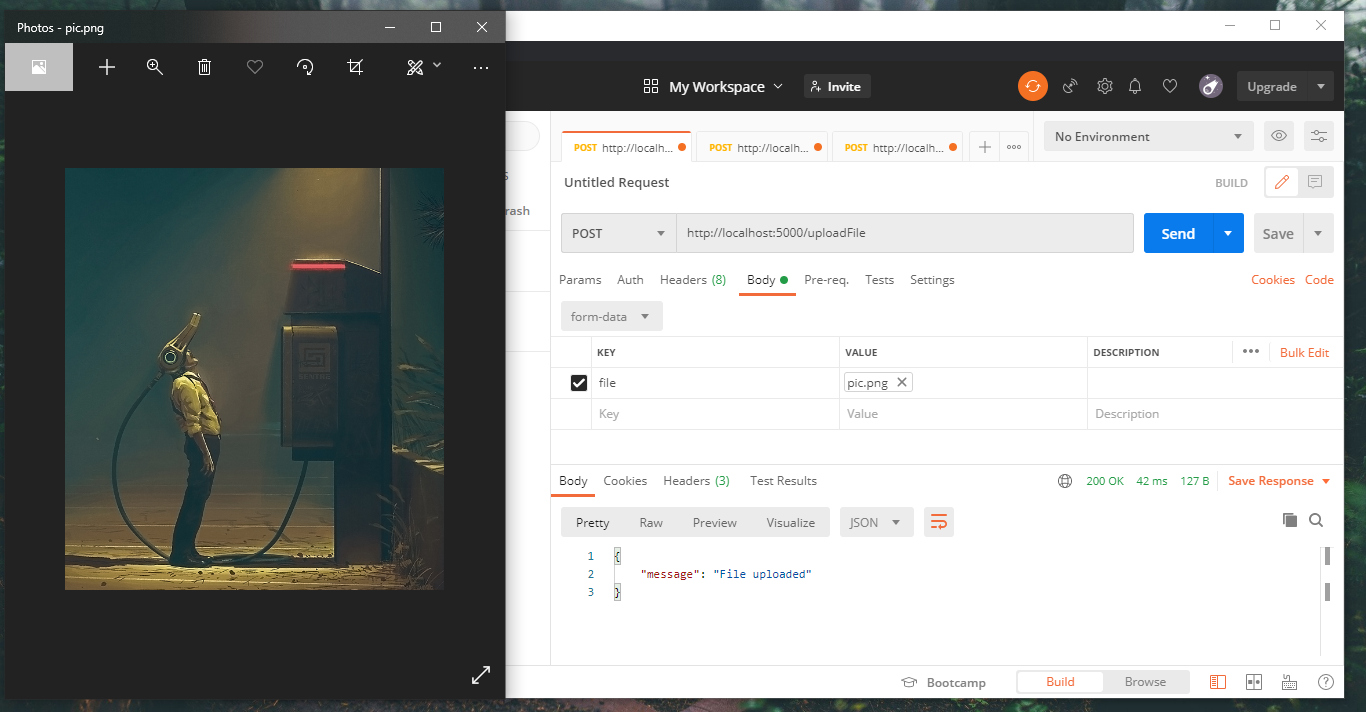 Photos - pic.png
My Workspace
Invite
Upgrade
rash
POST http://localh...
POST http://localh...
POST http://localh...
No Environment
Untitled Request
BUILD
POST
http://localhost:5000/uploadFile
Send
Save
Params Auth Headers (8) Body Pre-req. Tests Settings
Cookies Code
form-data
KEY VALUE DESCRIPTION
Bulk Edit
file pic.png
Key Value Description
Body Cookies Headers (3) Test Results
200 OK 42 ms 127 B Save Response
Pretty Raw Preview Visualize JSON
1 {
2 "message": "File uploaded"
3 }
Bootcamp Build Browse